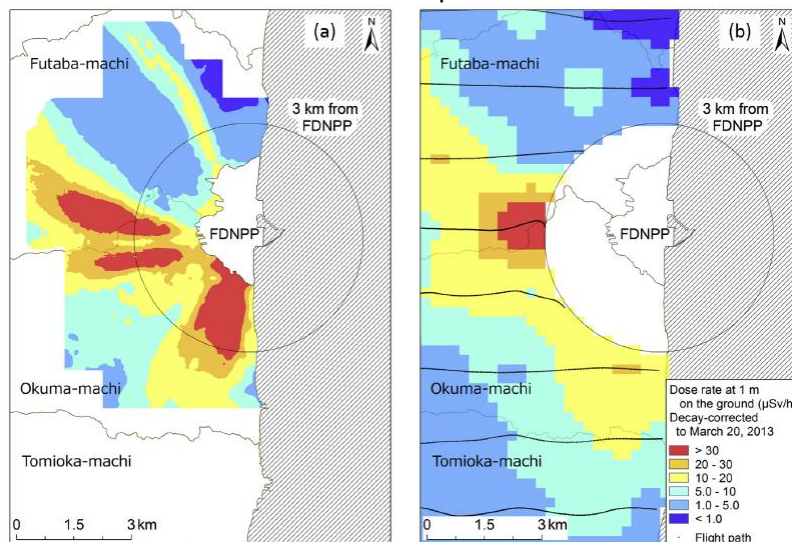 (a)
N
Futaba-machi
3 km from
FDNPP
FDNPP
Okuma-machi
Tomioka-machi
0 1.5 3 km
(b)
N
Futaba-machi
3 km from
FDNPP
FDNPP
Okuma-machi
Tomioka-machi
0 1.5 3 km
Dose rate at 1 m
on the ground (μSv/h
Decay-corrected
to March 20, 2013
> 30
20 - 30
10 - 20
5.0 - 10
1.0 - 5.0
< 1.0
Flight path